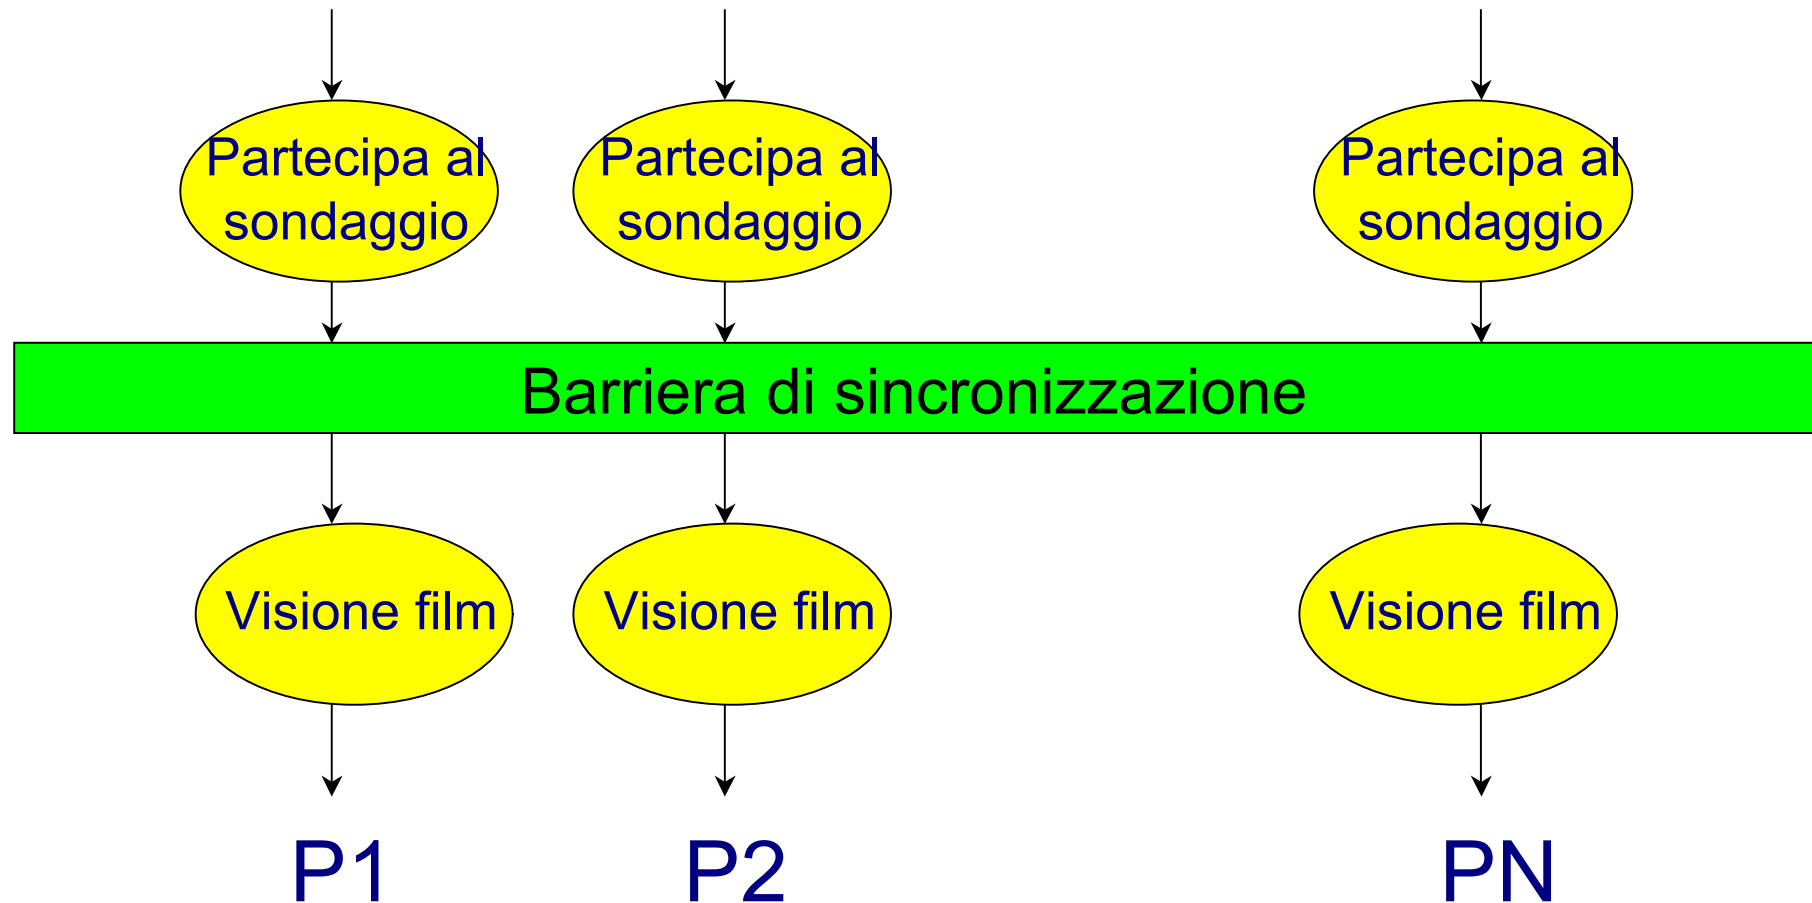 Partecipa al
sondaggio
Partecipa al
sondaggio
Partecipa al
sondaggio
Barriera di sincronizzazione
Visione film
Visione film
Visione film
P1
P2
PN